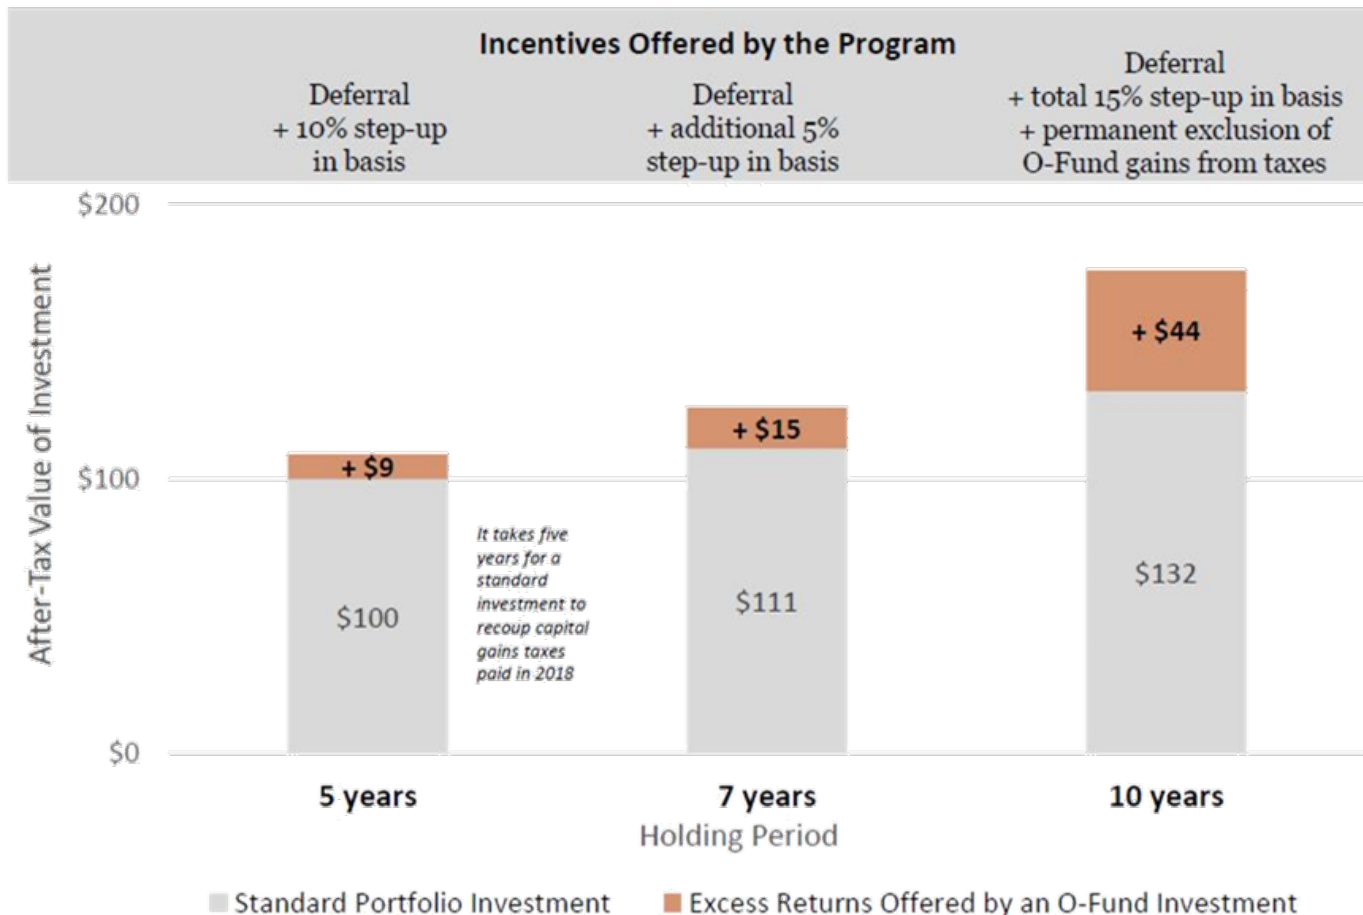 Incentives Offered by the Program
Deferral
+ 10% step-up
in basis
Deferral
+ additional 5%
step-up in basis
Deferral
+ total 15% step-up in basis
+ permanent exclusion of
O-Fund gains from taxes
After-Tax Value of Investment
$200
$100
$0
+ $9
$100
It takes five
years for a
standard
investment to
recoup capital
gains taxes
paid in 2018
+ $15
$111
+ $44
$132
5 years
7 years
10 years
Holding Period
Standard Portfolio Investment
Excess Returns Offered by an O-Fund Investment